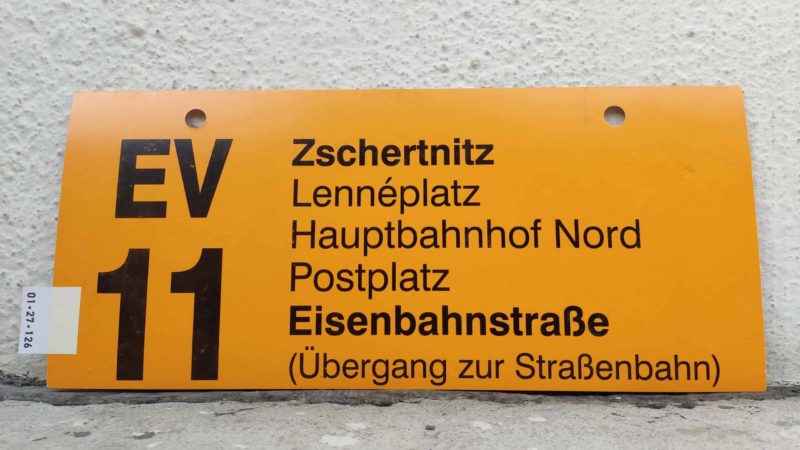 EV
11
Zschertnitz
Lennéplatz
Hauptbahnhof Nord
Postplatz
Eisenbahnstraße
(Übergang zur Straßenbahn)
01-27-126